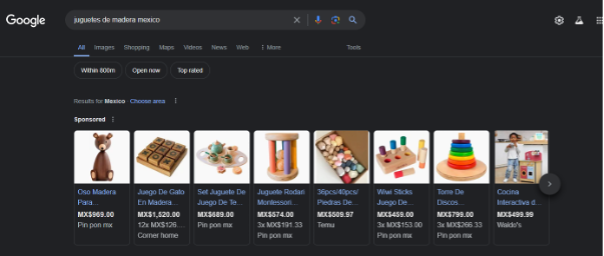 Google
juguetes de madera mexico
All Images Shopping Maps Videos News Web More Tools
Within 800m Open now Top rated
Results for Mexico Choose area
Sponsored
Oso Madera Para...
MX$969.00
Pin pon mx
Juego De Gato En Madera...
MX$1,520.00
12x MX$126....
Corner home
Set Juguete De Juego De Te...
MX$689.00
Pin pon mx
Juguete Rodari Montessori...
MX$574.00
3x MX$191.33
Pin pon mx
36pcs/40pcs/ Piedras De...
MX$509.97
Temu
Wiwi Sticks Juego De...
MX$459.00
3x MX$153.00
Pin pon mx
Torre De Discos...
MX$799.00
3x MX$266.33
Pin pon mx
Cocina Interactiva d...
MX$499.99
Waldo's